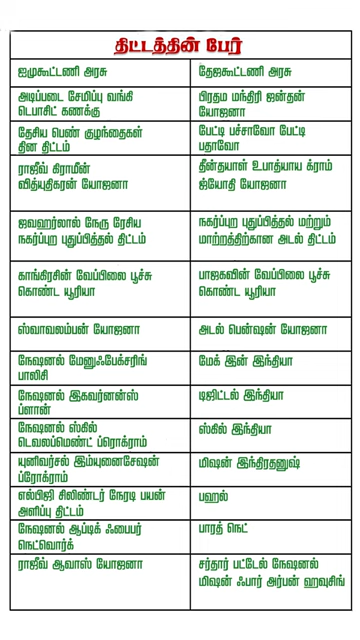 திட்டத்தின் பேர்
ஐமுகூட்டணி அரசு
தேஜகூட்டணி அரசு
அடிப்படை சேமிப்பு வங்கி
டெபாசிட் கணக்கு
பிரதம மந்திரி ஜன்தன்
யோஜனா
தேசிய பெண் குழந்தைகள்
தின திட்டம்
பேட்டி பச்சாவோ பேட்டி
பதாவோ
ராஜீவ் கிராமீன்
வித்யுதிகரன் யோஜனா
தீன்தயாள் உபாத்யாய க்ராம்
ஜ்யோதி யோஜனா
ஜவஹர்லால் நேரு ரேசிய
நகர்ப்புற புதுப்பித்தல் திட்டம்
நகர்ப்புற புதுப்பித்தல் மற்றும்
மாற்றத்திற்கான அடல் திட்டம்
காங்கிரசின் வேப்பிலை பூச்சு
கொண்ட யூரியா
பாஜகவின் வேப்பிலை பூச்சு
கொண்ட யூரியா
ஸ்வாவலம்பன் யோஜனா
அடல் பென்ஷன் யோஜனா
நேஷனல் மேனுஃபேக்சரிங்
பாலிசி
மேக் இன் இந்தியா
நேஷனல் இகவர்னன்ஸ்
ப்ளான்
டிஜிட்டல் இந்தியா
நேஷனல் ஸ்கில்
டெவலப்மெண்ட் ப்ரொக்ராம்
ஸ்கில் இந்தியா
யுனிவர்சல் இம்யுனைசேஷன்
ப்ரோக்ராம்
மிஷன் இந்திரதனுஷ்
எல்பிஜி சிலிண்டர் நேரடி பயன்
அளிப்பு திட்டம்
பஹல்
நேஷனல் ஆப்டிக் ஃபைபர்
நெட்வொர்க்
பாரத் நெட்
ராஜீவ் ஆவாஸ் யோஜனா
சர்தார் பட்டேல் நேஷனல்
மிஷன் ஃபார் அர்பன் ஹவுசிங்